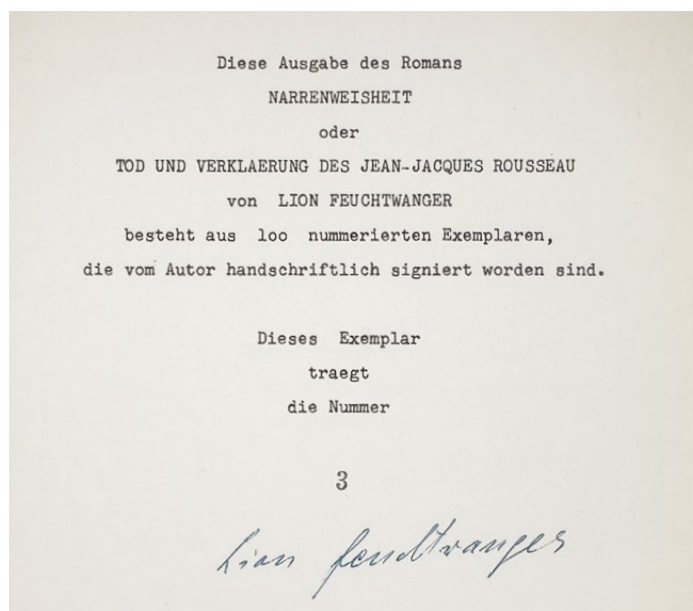 Diese Ausgabe des Romans
NARRENWEISHEIT
oder
TOD UND VERKLAERUNG DES JEAN-JACQUES ROUSSEAU
von LION FEUCHTWANGER
besteht aus loo nummerierten Exemplaren,
die vom Autor handschriftlich signiert worden sind.
Dieses Exemplar
traegt
die Nummer
3
Lion Feuchtwanger